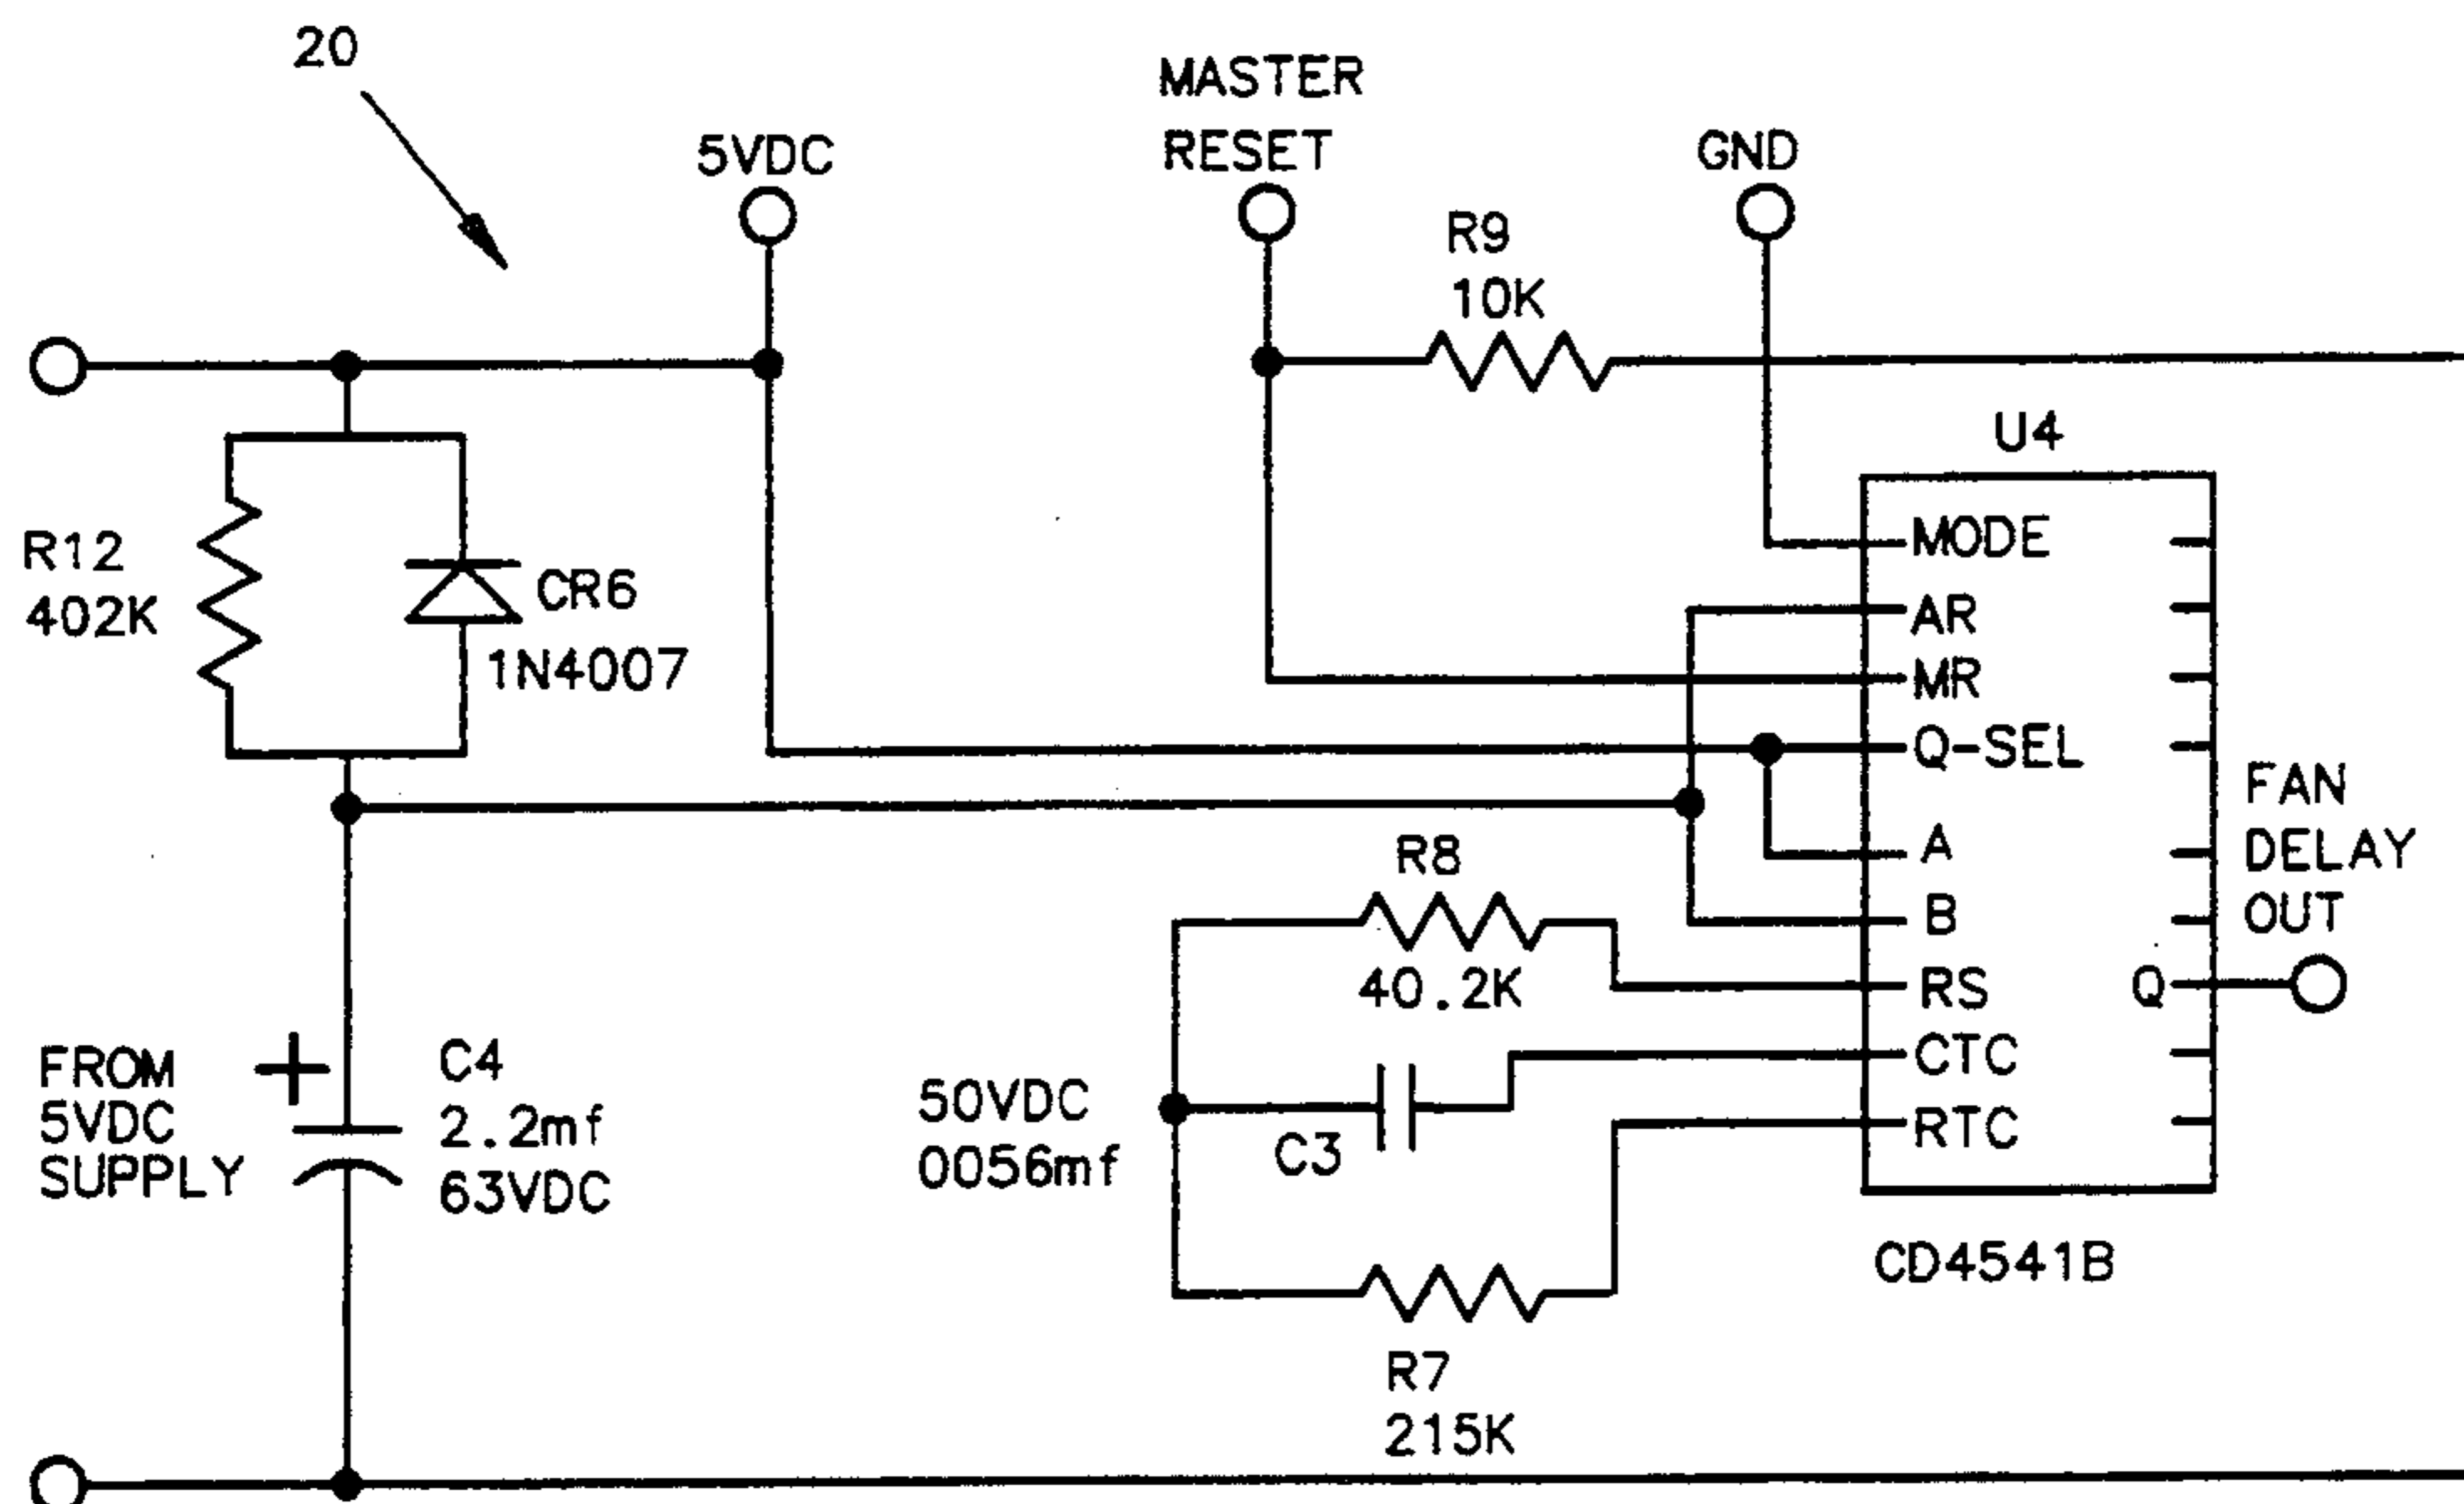 20
5VDC
MASTER
RESET
GND
R9
10K
R12
402K
CR6
1N4007
U4
MODE
AR
MR
Q-SEL
A
B
RS
CTC
RTC
Q
FAN
DELAY
OUT
CD4541B
R8
40.2K
50VDC
0056mf
C3
R7
215K
FROM
5VDC
SUPPLY
+
C4
2.2mf
63VDC